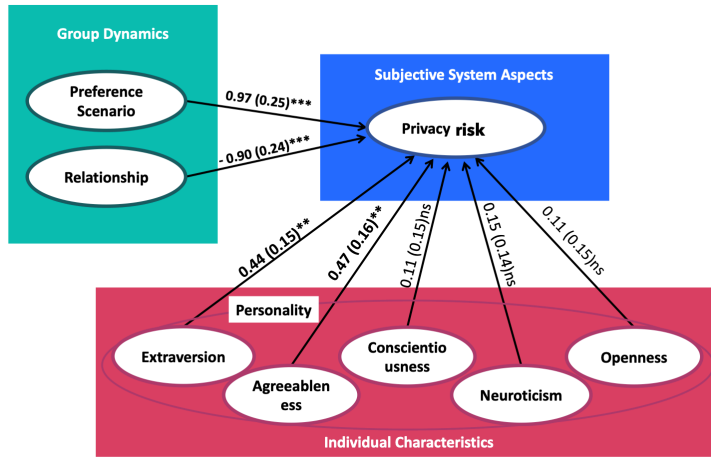 Group Dynamics
Preference
Scenario
Relationship
0.97 (0.25)***
- 0.90 (0.24)***
Subjective System Aspects
Privacy risk
0.44 (0.15)**
0.47 (0.16)**
0.11 (0.15)ns
0.15 (0.14)ns
0.11 (0.15)ns
Personality
Extraversion
Agreeablen
ess
Conscientio
usness
Neuroticism
Openness
Individual Characteristics